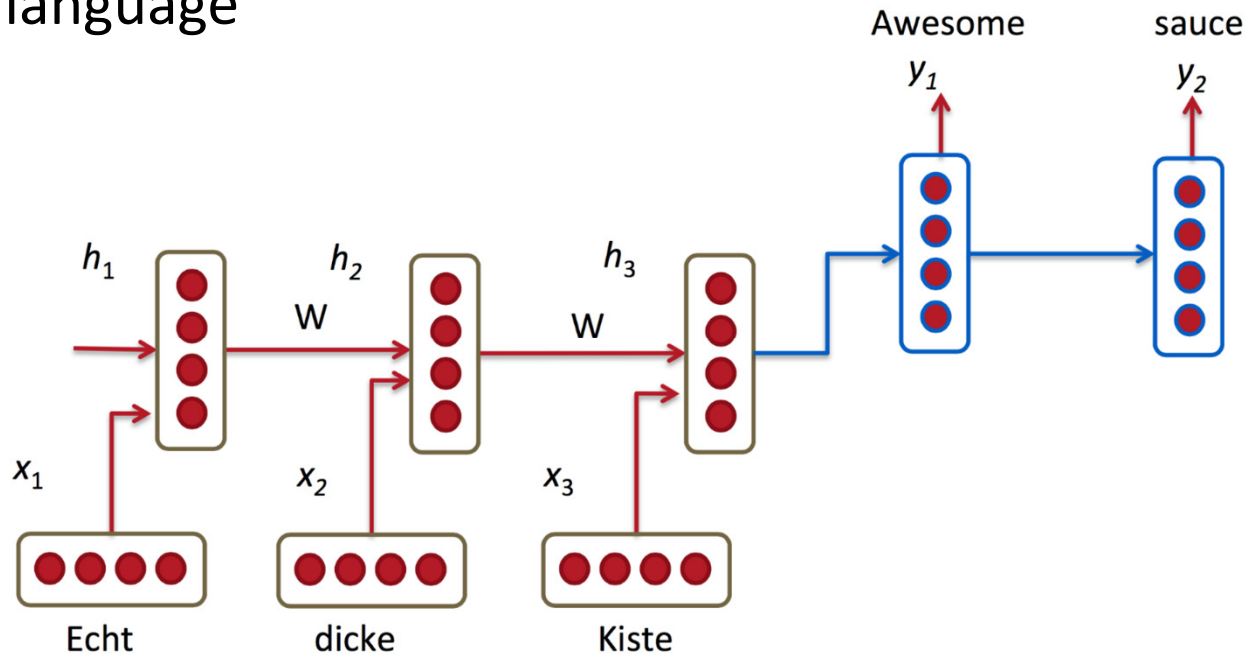 language
Awesome sauce
y1 y2
h1 h2 h3
W W
x1 x2 x3
Echt dicke Kiste